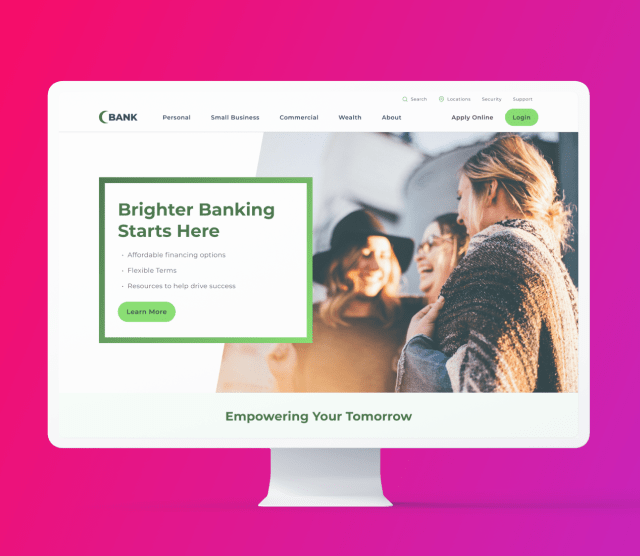 Search Locations Security Support
BANK Personal Small Business Commercial Wealth About Apply Online Login
Brighter Banking
Starts Here
• Affordable financing options
• Flexible Terms
• Resources to help drive success
Learn More
Empowering Your Tomorrow